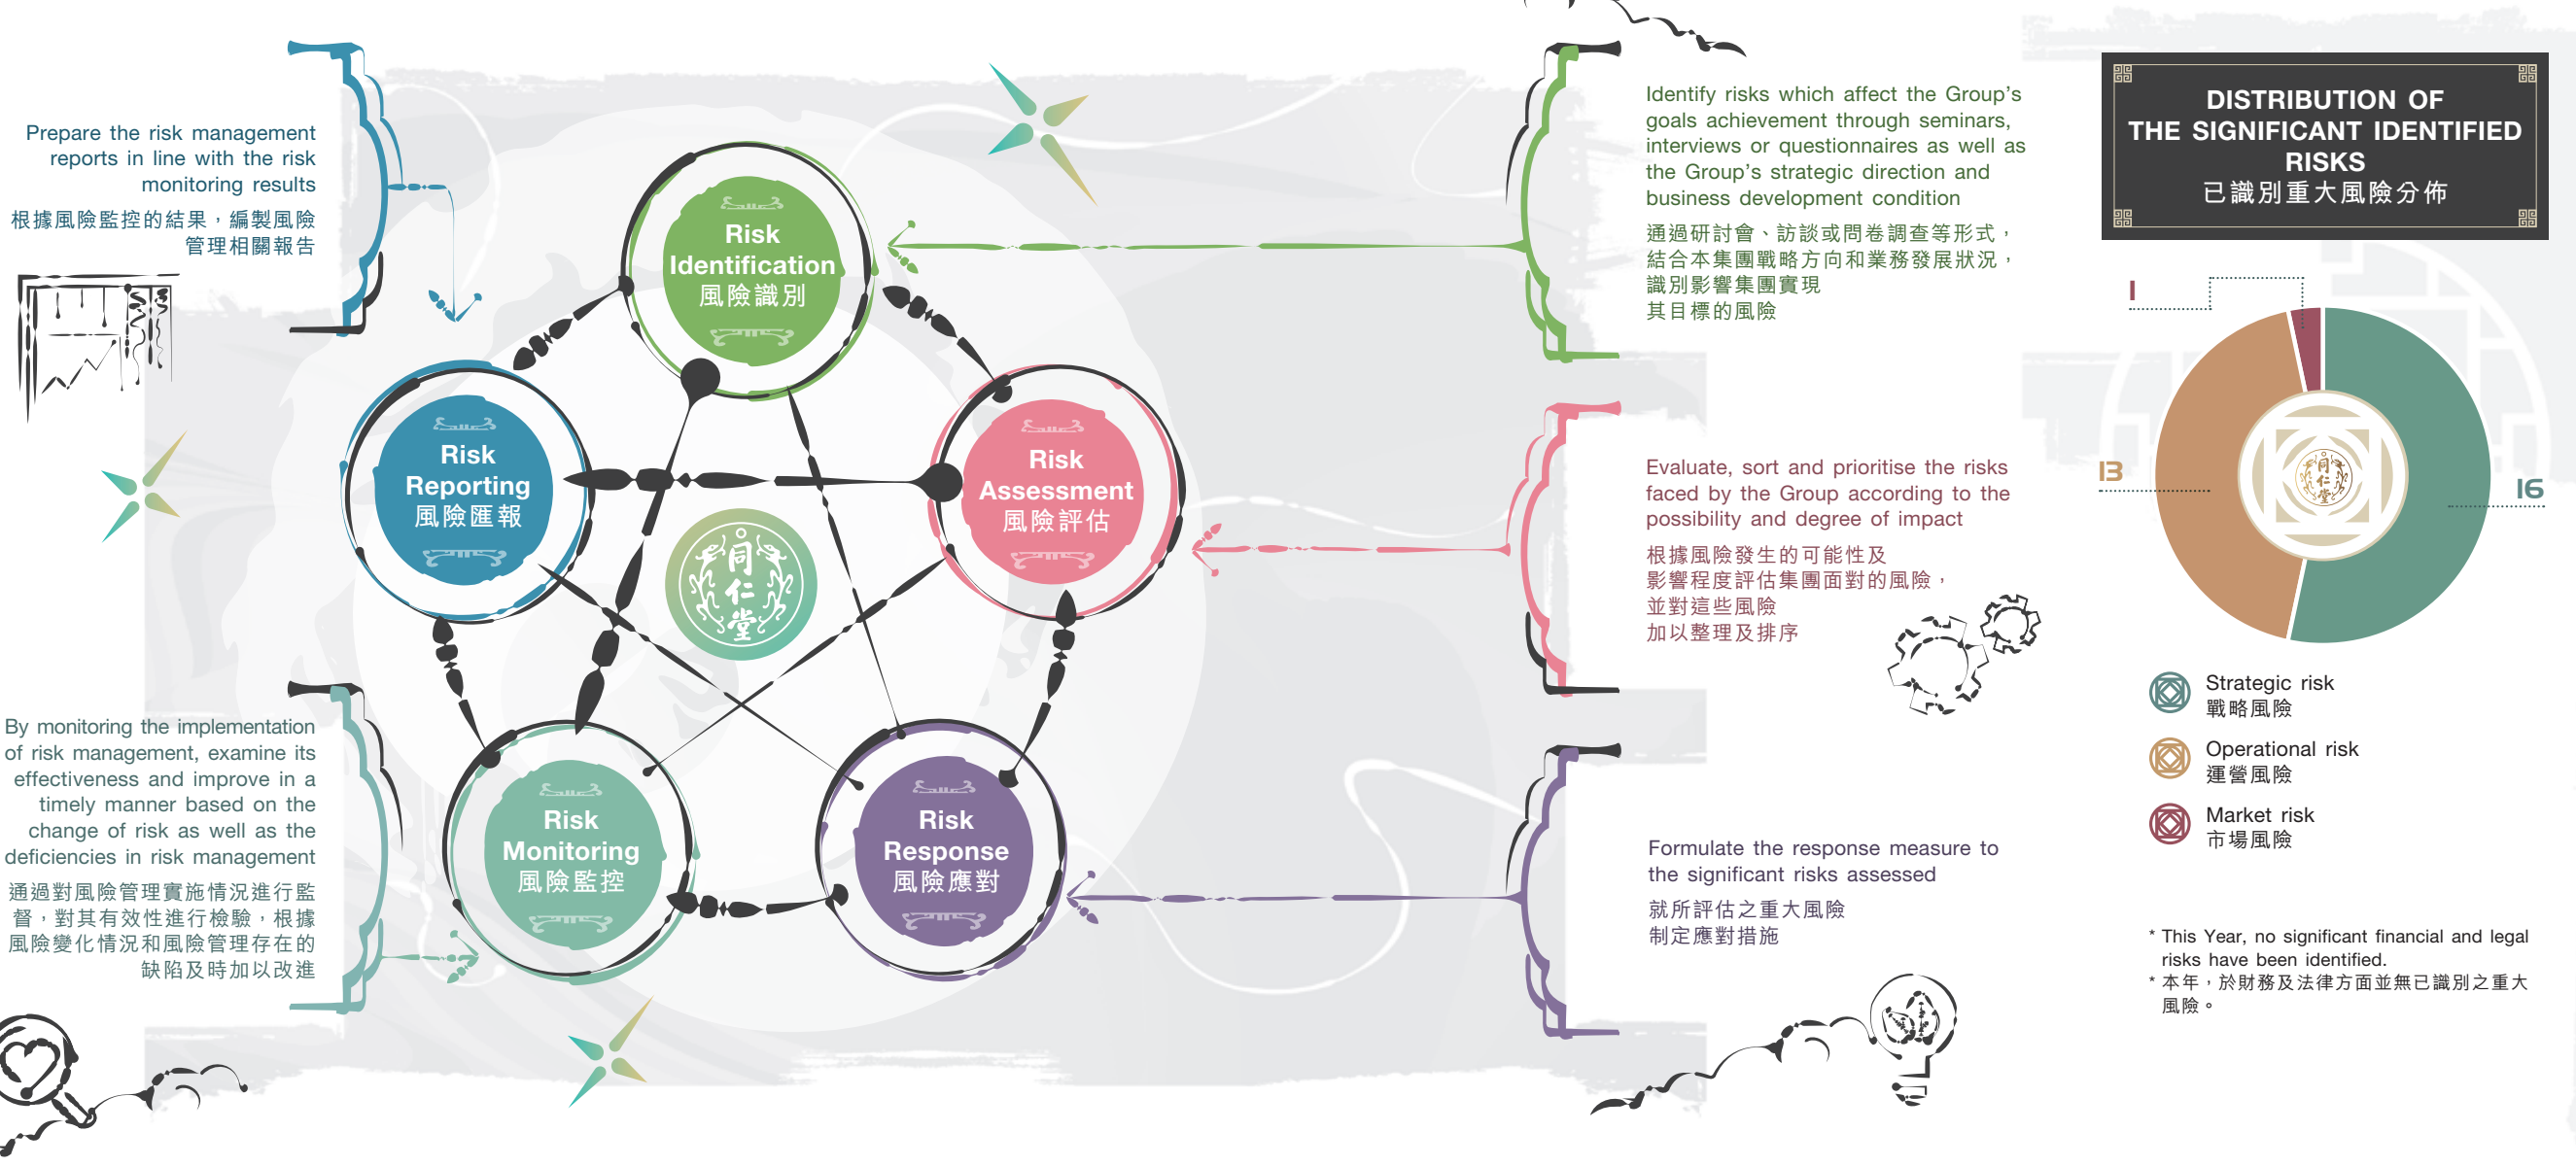 Prepare the risk management
reports in line with the risk
monitoring results
根據風險監控的結果，編製風險
管理相關報告
By monitoring the implementation
of risk management, examine its
effectiveness and improve in a
timely manner based on the
change of risk as well as the
deficiencies in risk management
通過對風險管理實施情況進行監
督，對其有效性進行檢驗，根據
風險變化情況和風險管理存在的
缺陷及時加以改進
Risk
Identification
風險識別
Risk
Reporting
風險匯報
Risk
Assessment
風險評估
同
仁
堂
Risk
Monitoring
風險監控
Risk
Response
風險應對
Identify risks which affect the Group's
goals achievement through seminars,
interviews or questionnaires as well as
the Group's strategic direction and
business development condition
通過研討會、訪談或問卷調查等形式，
結合本集團戰略方向和業務發展狀況，
識別影響集團實現
其目標的風險
Evaluate, sort and prioritise the risks
faced by the Group according to the
possibility and degree of impact
根據風險發生的可能性及
影響程度評估集團面對的風險，
並對這些風險
加以整理及排序
Formulate the response measure to
the significant risks assessed
就所評估之重大風險
制定應對措施
DISTRIBUTION OF
THE SIGNIFICANT IDENTIFIED
RISKS
已識別重大風險分佈
1
13
16
同
仁
堂
Strategic risk
戰略風險
Operational risk
運營風險
Market risk
市場風險
* This Year, no significant financial and legal
risks have been identified.
* 本年，於財務及法律方面並無已識別之重大
風險。